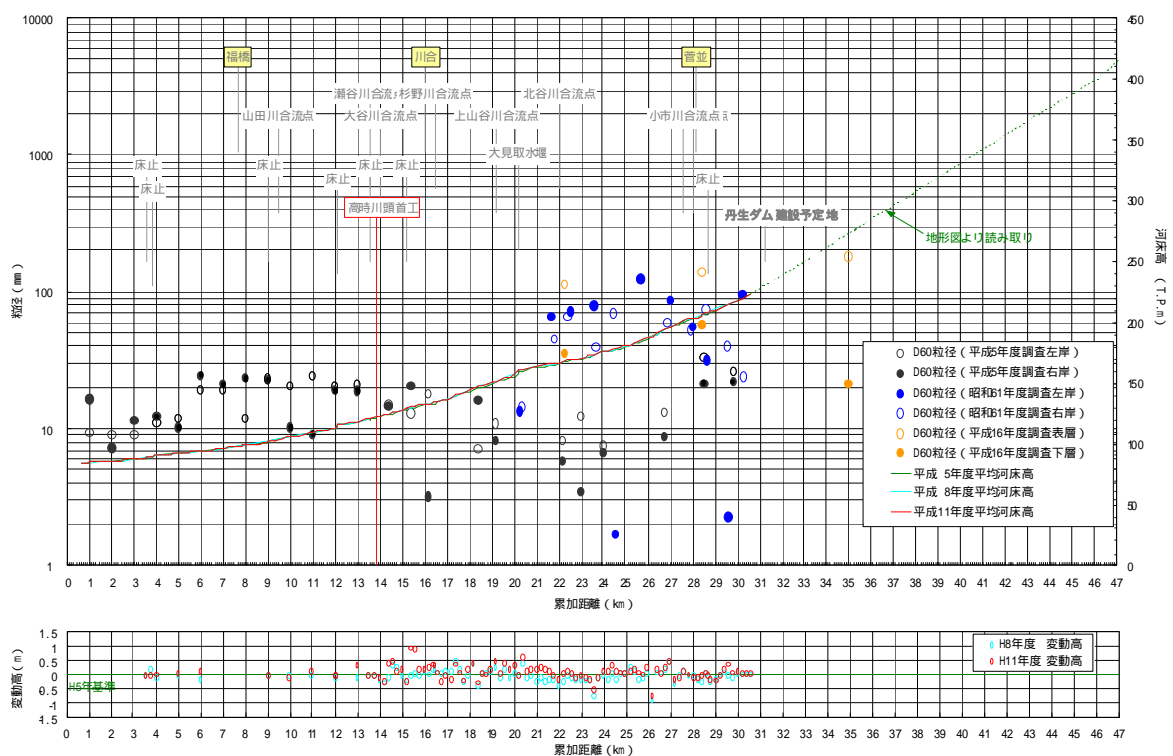 10000
1000
100
10
1
粒径(mm)
450
400
350
300
250
200
150
100
50
0
河床高 (T.P.m)
福橋
川合
菅並
瀬谷川合流点
杉野川合流点
北谷川合流点
山田川合流点
大谷川合流点
上山谷川合流点
小市川合流点
大見取水堰
床止
床止
床止
床止
床止
床止
床止
高時川頭首工
丹生ダム建設予定地
地形図より読み取り
D60粒径(平成5年度調査左岸)
D60粒径(平成5年度調査右岸)
D60粒径(昭和61年度調査左岸)
D60粒径(昭和61年度調査右岸)
D60粒径(平成16年度調査表層)
D60粒径(平成16年度調査下層)
平成 5年度平均河床高
平成 8年度平均河床高
平成11年度平均河床高
0 1 2 3 4 5 6 7 8 9 10 11 12 13 14 15 16 17 18 19 20 21 22 23 24 25 26 27 28 29 30 31 32 33 34 35 36 37 38 39 40 41 42 43 44 45 46 47
累加距離(km)
変動高(m)
1.5
1
0.5
0
0.5
1
1.5
H5年基準
H8年度 変動高
H11年度 変動高
0 1 2 3 4 5 6 7 8 9 10 11 12 13 14 15 16 17 18 19 20 21 22 23 24 25 26 27 28 29 30 31 32 33 34 35 36 37 38 39 40 41 42 43 44 45 46 47
累加距離(km)